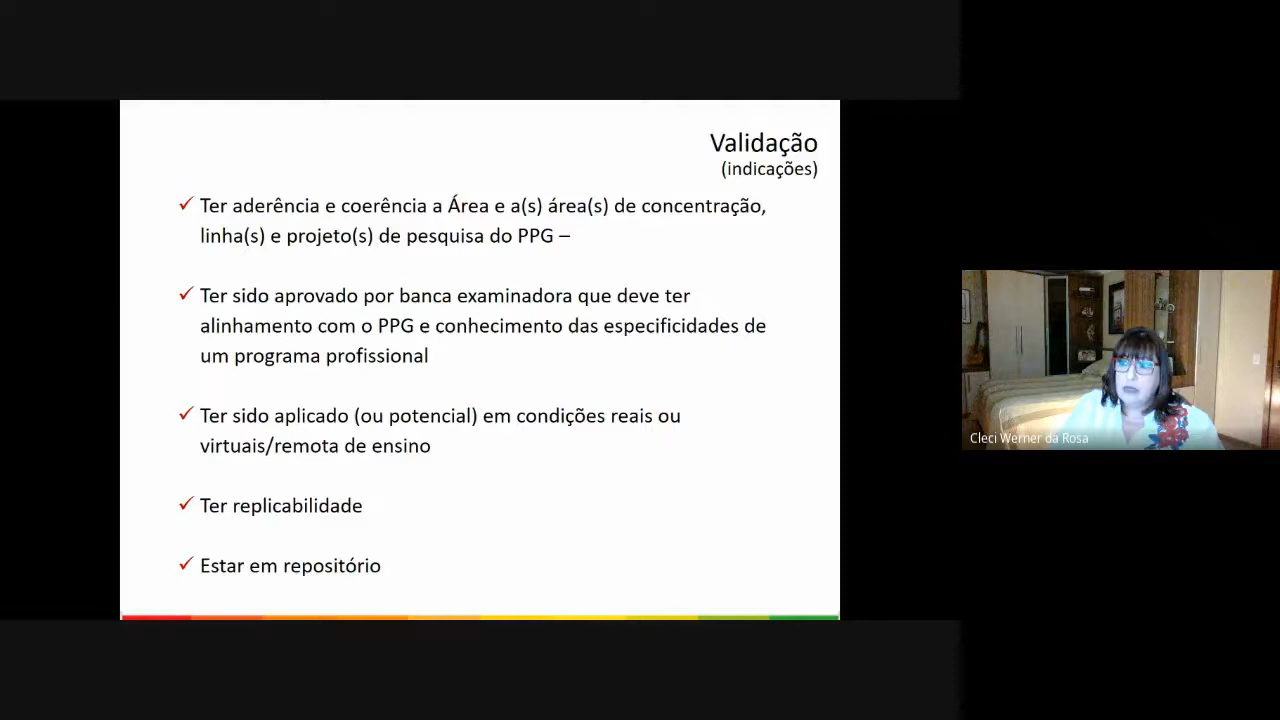 Validação
(indicações)
✓ Ter aderência e coerência a Área e a(s) área(s) de concentração,
linha(s) e projeto(s) de pesquisa do PPG –
✓ Ter sido aprovado por banca examinadora que deve ter
alinhamento com o PPG e conhecimento das especificidades de
um programa profissional
✓ Ter sido aplicado (ou potencial) em condições reais ou
virtuais/remota de ensino
✓ Ter replicabilidade
✓ Estar em repositório
Cleci Werner da Rosa